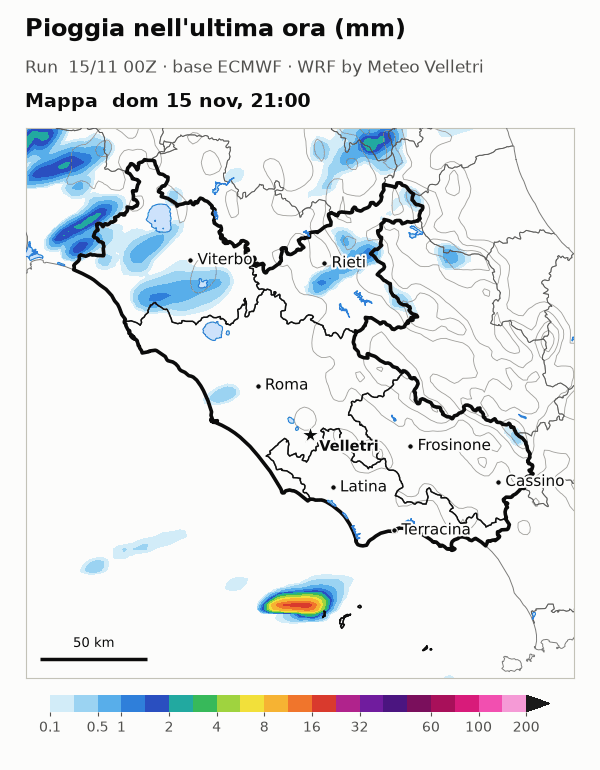 Pioggia nell'ultima ora (mm)
Run  15/11 00Z · base ECMWF · WRF by Meteo Velletri
Mappa  dom 15 nov, 21:00
Viterbo
Rieti
Roma
Velletri
Frosinone
Latina
Cassino
Terracina
50 km
0.1 0.5 1 2 4 8 16 32 60 100 200